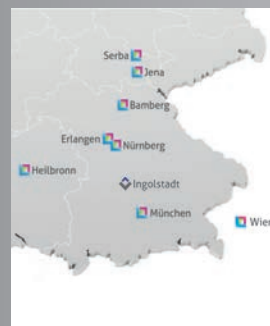 Serba
Jena
Bamberg
Erlangen
Nürnberg
Heilbronn
Ingolstadt
München
Wien